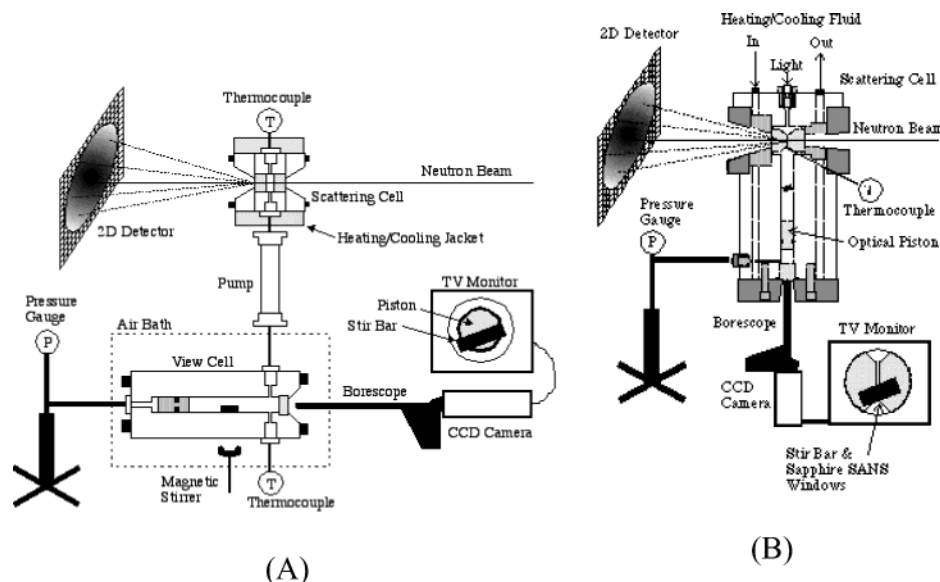 Thermocouple
T
Neutron Beam
Scattering Cell
2D Detector
Heating/Cooling Jacket
Pump
Pressure
Gauge
P
Air Bath
View Cell
TV Monitor
Piston
Stir Bar
Borescope
CCD Camera
Magnetic
Stirrer
T
Thermocouple
(A)
Heating/Cooling Fluid
2D Detector
In
Out
Light
Scattering Cell
Neutron Beam
Thermocouple
Pressure
Gauge
P
Optical Piston
Borescope
TV Monitor
CCD
Camera
Stir Bar &
Sapphire SANS
Windows
(B)